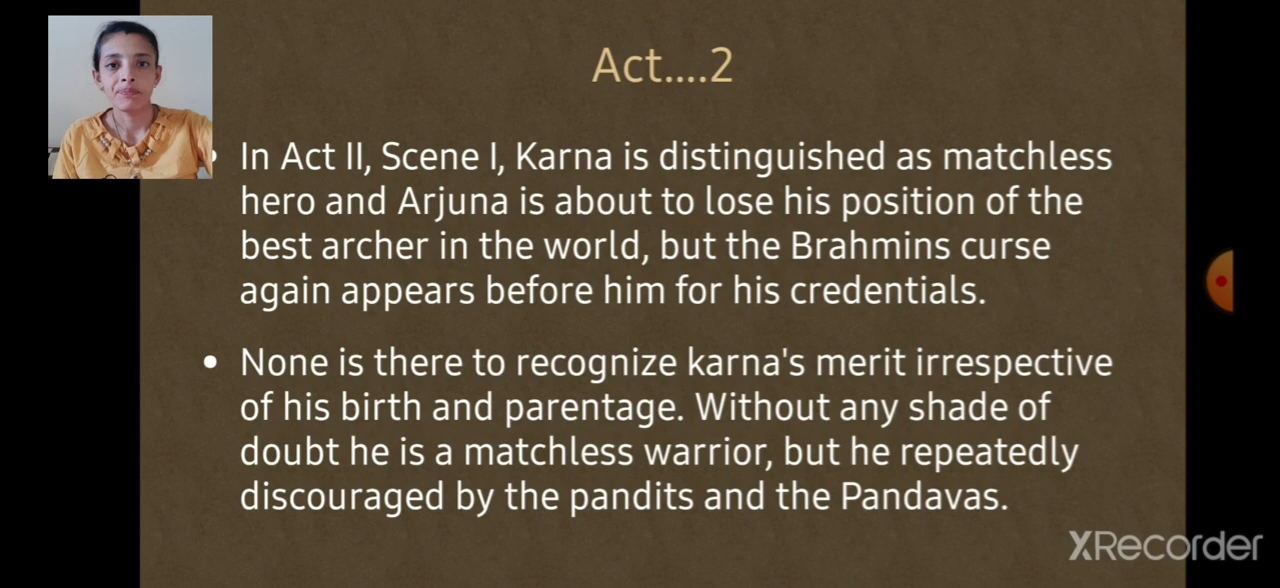 Act....2
• In Act II, Scene I, Karna is distinguished as matchless
hero and Arjuna is about to lose his position of the
best archer in the world, but the Brahmins curse
again appears before him for his credentials.
• None is there to recognize karna's merit irrespective
of his birth and parentage. Without any shade of
doubt he is a matchless warrior, but he repeatedly
discouraged by the pandits and the Pandavas.
XRecorder